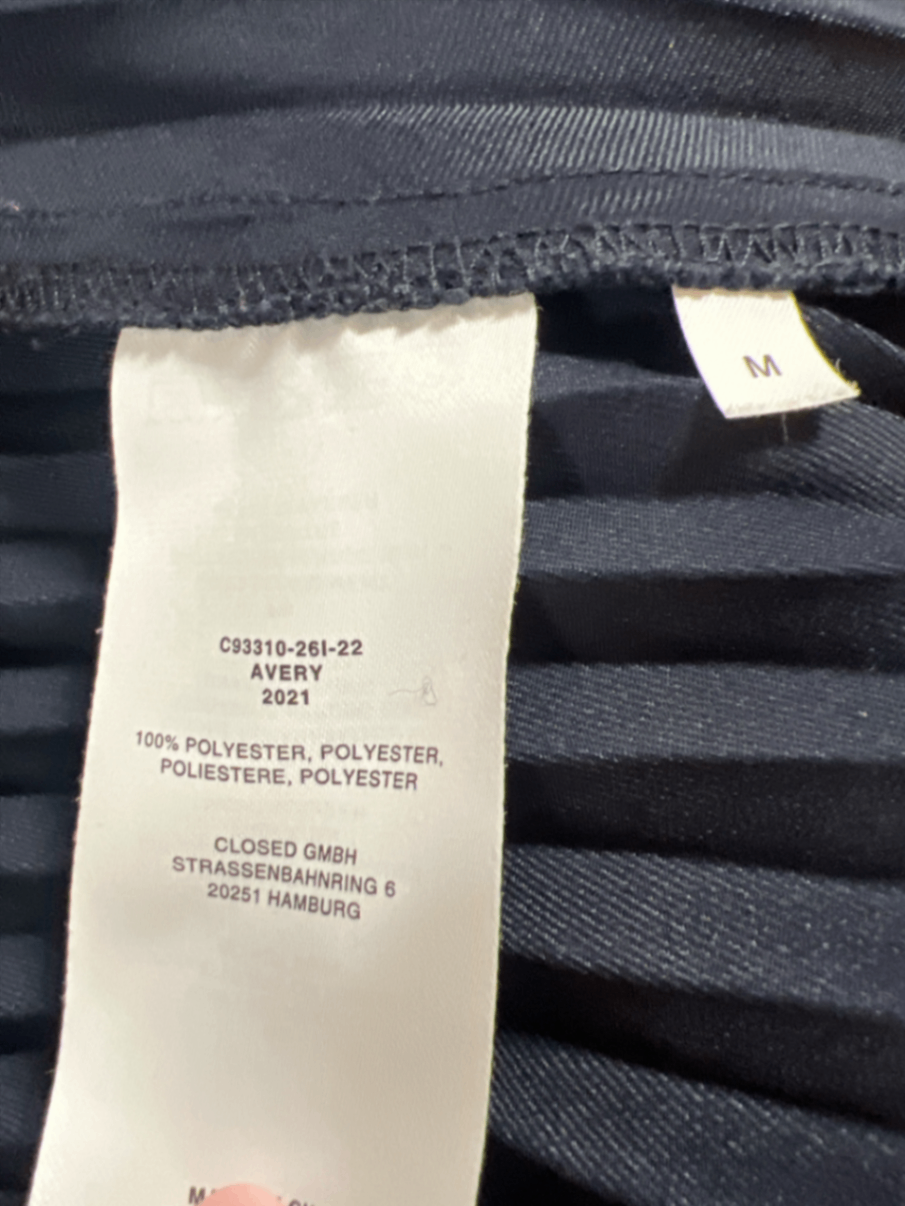 M
C93310-26I-22
AVERY
2021
100% POLYESTER, POLYESTER,
POLIESTERE, POLYESTER
CLOSED GMBH
STRASSENBAHNRING 6
20251 HAMBURG